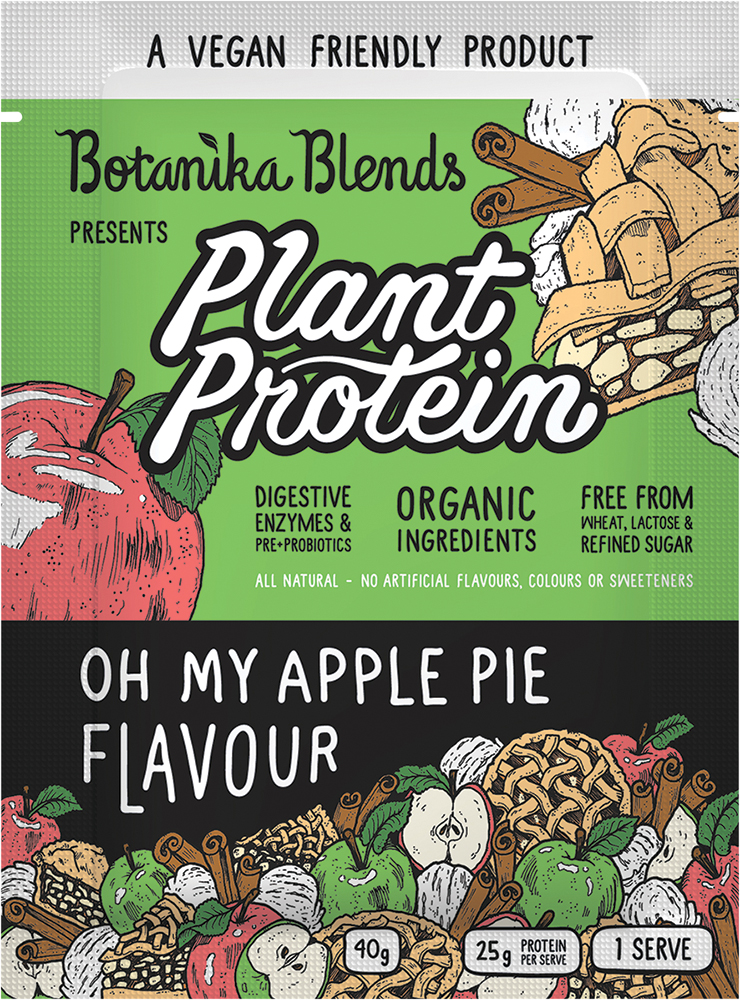 A VEGAN FRIENDLY PRODUCT
Botanika Blends
PRESENTS
Plant
Protein
DIGESTIVE
ENZYMES &
PRE+PROBIOTICS
ORGANIC
INGREDIENTS
FREE FROM
WHEAT, LACTOSE &
REFINED SUGAR
ALL NATURAL - NO ARTIFICIAL FLAVOURS, COLOURS OR SWEETENERS
OH MY APPLE PIE
FLAVOUR
40g
25g PROTEIN
PER SERVE
1 SERVE